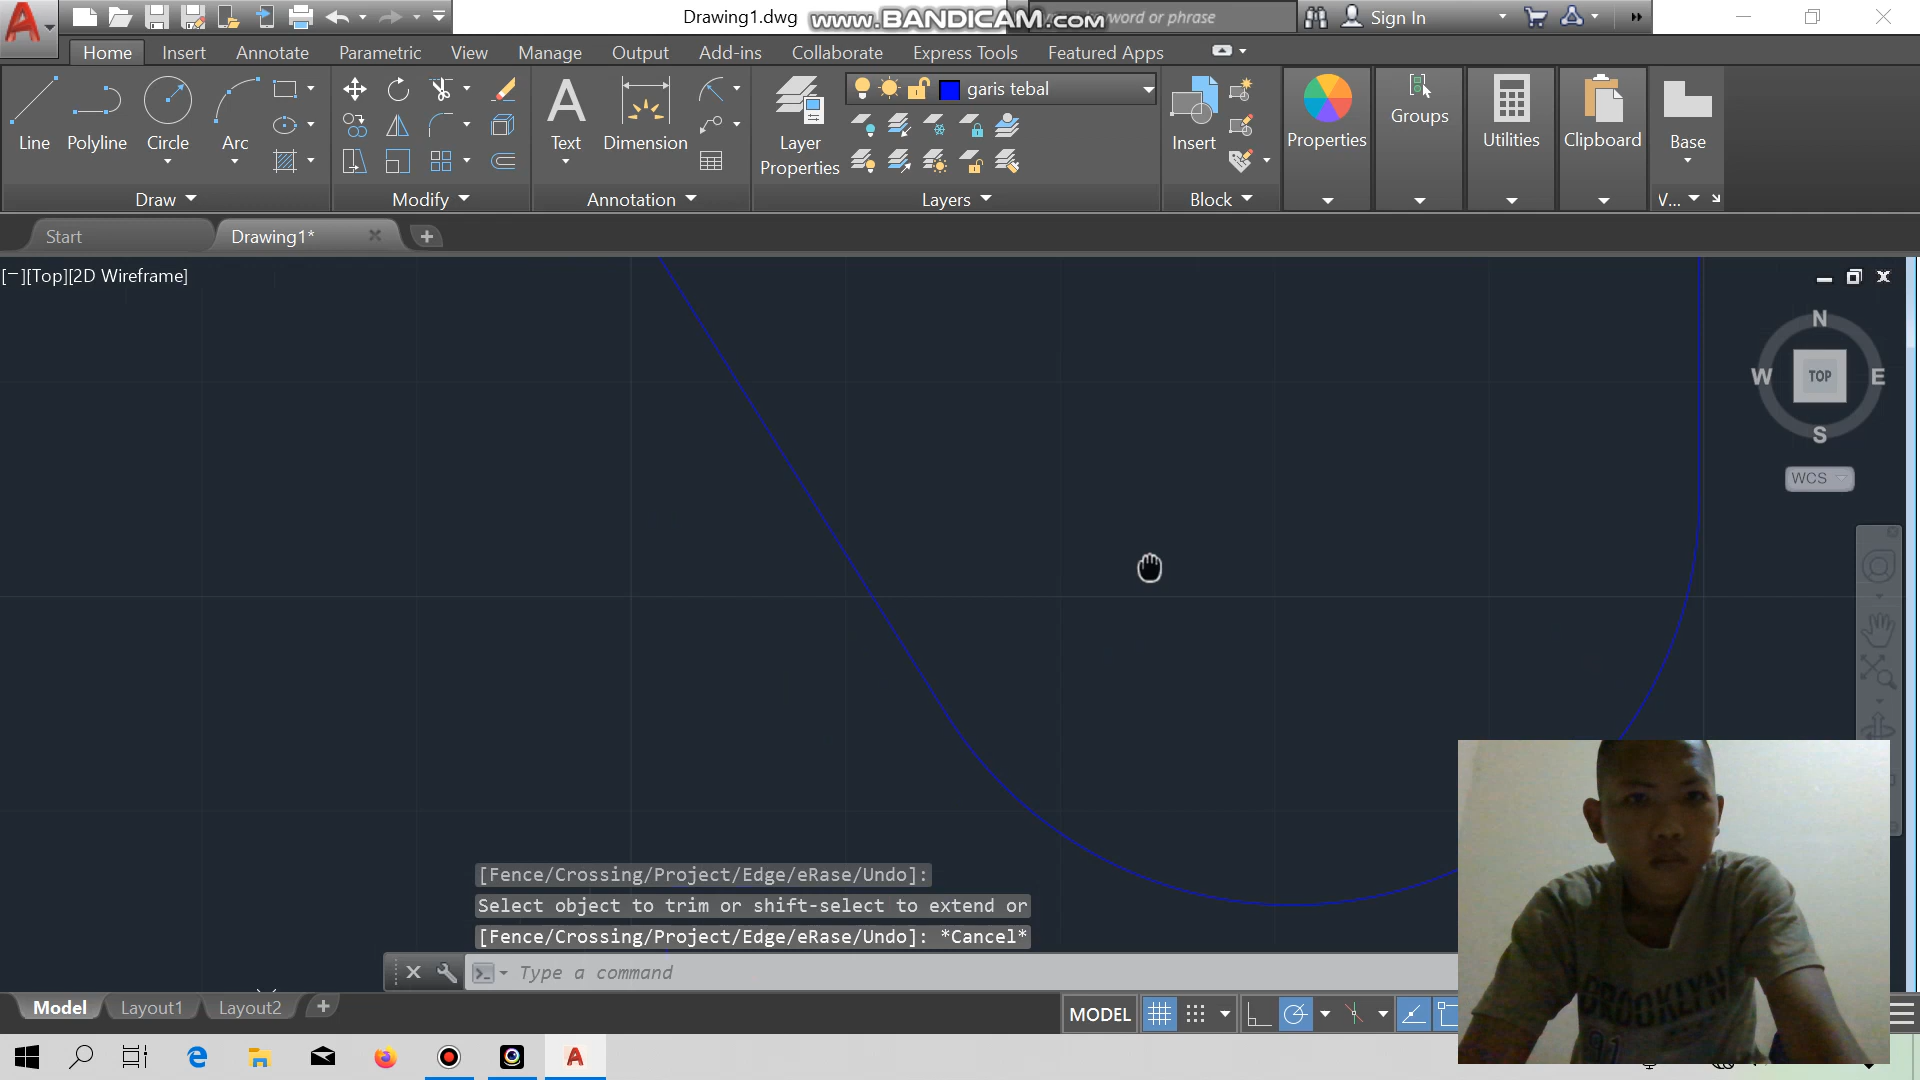 Drawing1.dwg
www.BANDICAM.com
keyword or phrase
Sign In
Home
Insert
Annotate
Parametric
View
Manage
Output
Add-ins
Collaborate
Express Tools
Featured Apps
Line
Polyline
Circle
Arc
Text
Dimension
Layer
Properties
garis tebal
Insert
Properties
Groups
Utilities
Clipboard
Base
Draw
Modify
Annotation
Layers
Block
V...
Start
Drawing1*
[−][Top][2D Wireframe]
N
W
TOP
E
S
WCS
[Fence/Crossing/Project/Edge/eRase/Undo]:
Select object to trim or shift-select to extend or
[Fence/Crossing/Project/Edge/eRase/Undo]: *Cancel*
Type a command
BROOKLYN
Model
Layout1
Layout2
MODEL